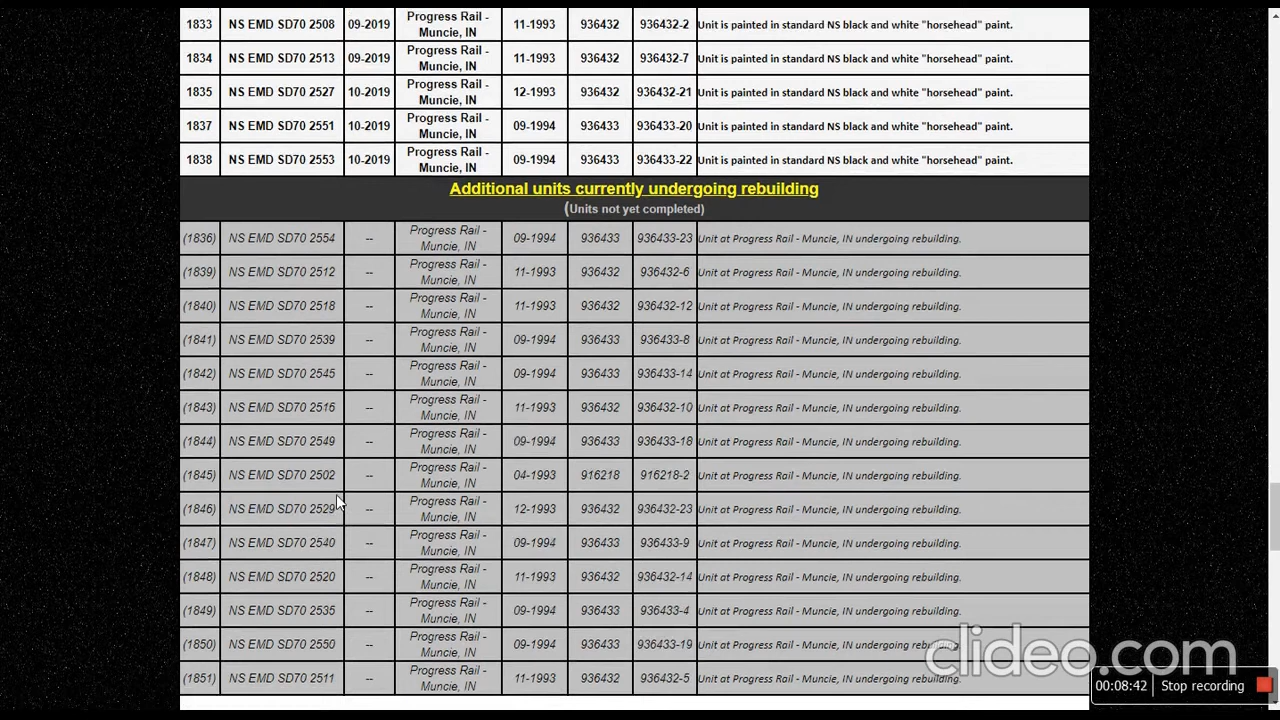 1833 NS EMD SD70 2508 09-2019 Progress Rail - Muncie, IN 11-1993 936432 936432-2 Unit is painted in standard NS black and white "horsehead" paint.
1834 NS EMD SD70 2513 09-2019 Progress Rail - Muncie, IN 11-1993 936432 936432-7 Unit is painted in standard NS black and white "horsehead" paint.
1835 NS EMD SD70 2527 10-2019 Progress Rail - Muncie, IN 12-1993 936432 936432-21 Unit is painted in standard NS black and white "horsehead" paint.
1837 NS EMD SD70 2551 10-2019 Progress Rail - Muncie, IN 09-1994 936433 936433-20 Unit is painted in standard NS black and white "horsehead" paint.
1838 NS EMD SD70 2553 10-2019 Progress Rail - Muncie, IN 09-1994 936433 936433-22 Unit is painted in standard NS black and white "horsehead" paint.
Additional units currently undergoing rebuilding
(Units not yet completed)
(1836) NS EMD SD70 2554 -- Progress Rail - Muncie, IN 09-1994 936433 936433-23 Unit at Progress Rail - Muncie, IN undergoing rebuilding.
(1839) NS EMD SD70 2512 -- Progress Rail - Muncie, IN 11-1993 936432 936432-6 Unit at Progress Rail - Muncie, IN undergoing rebuilding.
(1840) NS EMD SD70 2518 -- Progress Rail - Muncie, IN 11-1993 936432 936432-12 Unit at Progress Rail - Muncie, IN undergoing rebuilding.
(1841) NS EMD SD70 2539 -- Progress Rail - Muncie, IN 09-1994 936433 936433-8 Unit at Progress Rail - Muncie, IN undergoing rebuilding.
(1842) NS EMD SD70 2545 -- Progress Rail - Muncie, IN 09-1994 936433 936433-14 Unit at Progress Rail - Muncie, IN undergoing rebuilding.
(1843) NS EMD SD70 2516 -- Progress Rail - Muncie, IN 11-1993 936432 936432-10 Unit at Progress Rail - Muncie, IN undergoing rebuilding.
(1844) NS EMD SD70 2549 -- Progress Rail - Muncie, IN 09-1994 936433 936433-18 Unit at Progress Rail - Muncie, IN undergoing rebuilding.
(1845) NS EMD SD70 2502 -- Progress Rail - Muncie, IN 04-1993 916218 916218-2 Unit at Progress Rail - Muncie, IN undergoing rebuilding.
(1846) NS EMD SD70 2529 -- Progress Rail - Muncie, IN 12-1993 936432 936432-23 Unit at Progress Rail - Muncie, IN undergoing rebuilding.
(1847) NS EMD SD70 2540 -- Progress Rail - Muncie, IN 09-1994 936433 936433-9 Unit at Progress Rail - Muncie, IN undergoing rebuilding.
(1848) NS EMD SD70 2520 -- Progress Rail - Muncie, IN 11-1993 936432 936432-14 Unit at Progress Rail - Muncie, IN undergoing rebuilding.
(1849) NS EMD SD70 2535 -- Progress Rail - Muncie, IN 09-1994 936433 936433-4 Unit at Progress Rail - Muncie, IN undergoing rebuilding.
(1850) NS EMD SD70 2550 -- Progress Rail - Muncie, IN 09-1994 936433 936433-19 Unit at Progress Rail - Muncie, IN undergoing rebuilding.
(1851) NS EMD SD70 2511 -- Progress Rail - Muncie, IN 11-1993 936432 936432-5 Unit at Progress Rail - Muncie, IN undergoing rebuilding.
clideo.com
00:08:42 Stop recording